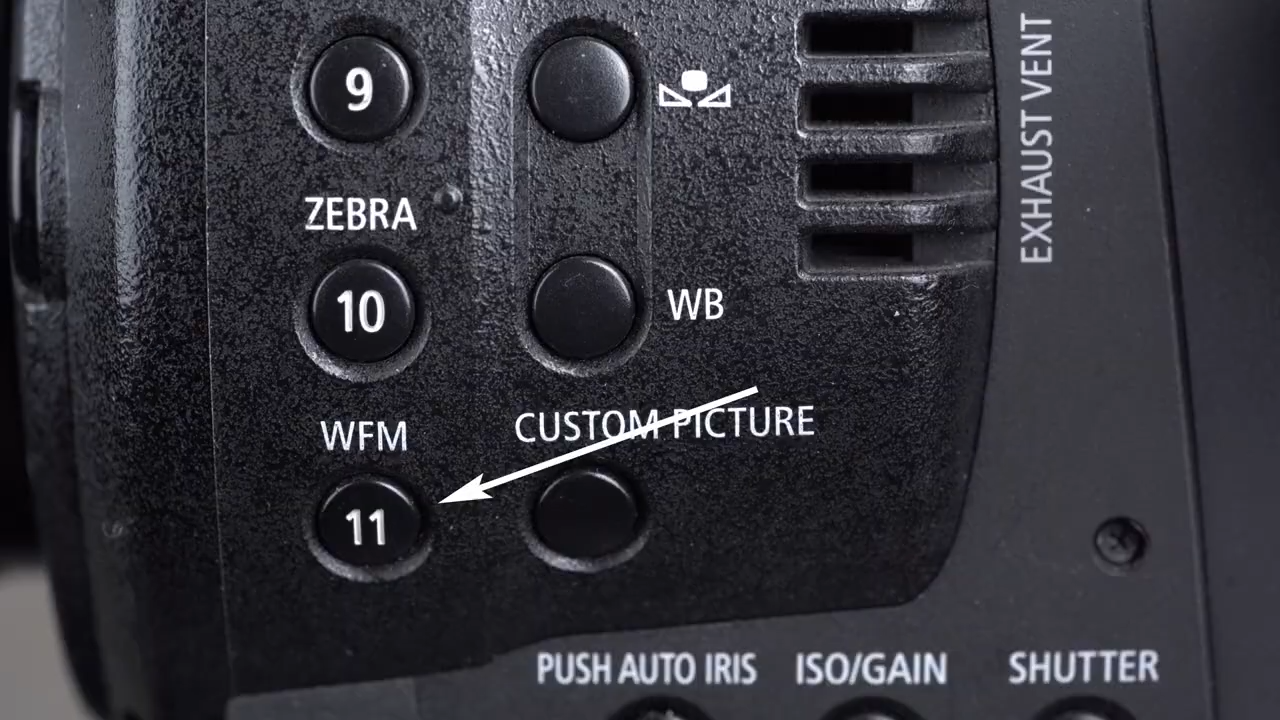 9
EXHAUST VENT
ZEBRA
10
WB
WFM
CUSTOM PICTURE
11
PUSH AUTO IRIS
ISO/GAIN
SHUTTER